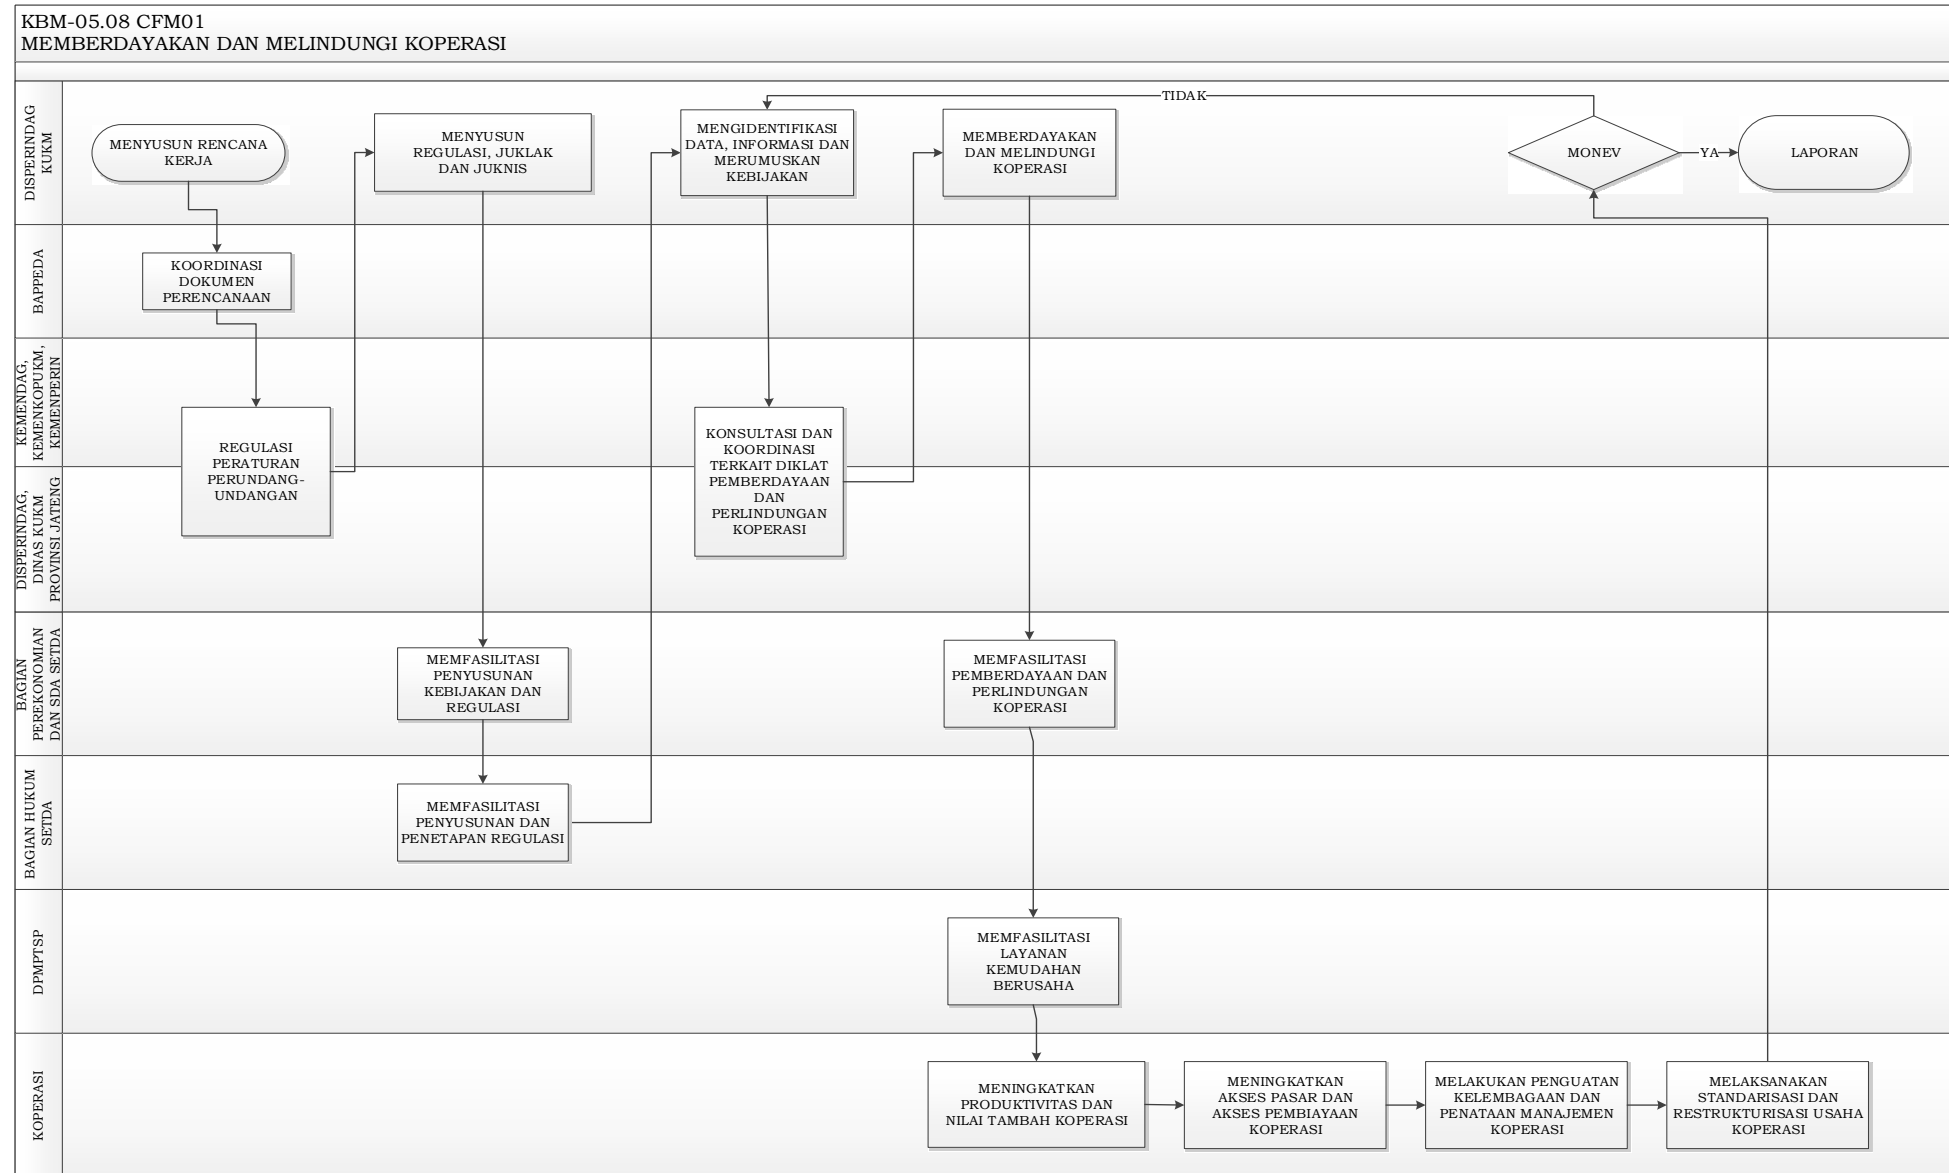 KBM-05.08 CFM01
MEMBERDAYAKAN DAN MELINDUNGI KOPERASI
DISPERINDAG
KUKM
MENYUSUN RENCANA
KERJA
MENYUSUN
REGULASI, JUKLAK
DAN JUKNIS
MENGIDENTIFIKASI
DATA, INFORMASI DAN
MERUMUSKAN
KEBIJAKAN
MEMBERDAYAKAN
DAN MELINDUNGI
KOPERASI
TIDAK
MONEV
YA
LAPORAN
BAPPEDA
KOORDINASI
DOKUMEN
PERENCANAAN
KEMENDAG,
KEMENKOPUKM,
KEMENPERIN
REGULASI
PERATURAN
PERUNDANG-
UNDANGAN
KONSULTASI DAN
KOORDINASI
TERKAIT DIKLAT
PEMBERDAYAAN
DAN
PERLINDUNGAN
KOPERASI
DISPERINDAG,
DINAS KUKM
PROVINSI JATENG
BAGIAN
PEREKONOMIAN
DAN SDA SETDA
MEMFASILITASI
PENYUSUNAN
KEBIJAKAN DAN
REGULASI
MEMFASILITASI
PEMBERDAYAAN DAN
PERLINDUNGAN
KOPERASI
BAGIAN HUKUM
SETDA
MEMFASILITASI
PENYUSUNAN DAN
PENETAPAN REGULASI
DPMPTSP
MEMFASILITASI
LAYANAN
KEMUDAHAN
BERUSAHA
KOPERASI
MENINGKATKAN
PRODUKTIVITAS DAN
NILAI TAMBAH KOPERASI
MENINGKATKAN
AKSES PASAR DAN
AKSES PEMBIAYAAN
KOPERASI
MELAKUKAN PENGUATAN
KELEMBAGAAN DAN
PENATAAN MANAJEMEN
KOPERASI
MELAKSANAKAN
STANDARISASI DAN
RESTRUKTURISASI USAHA
KOPERASI